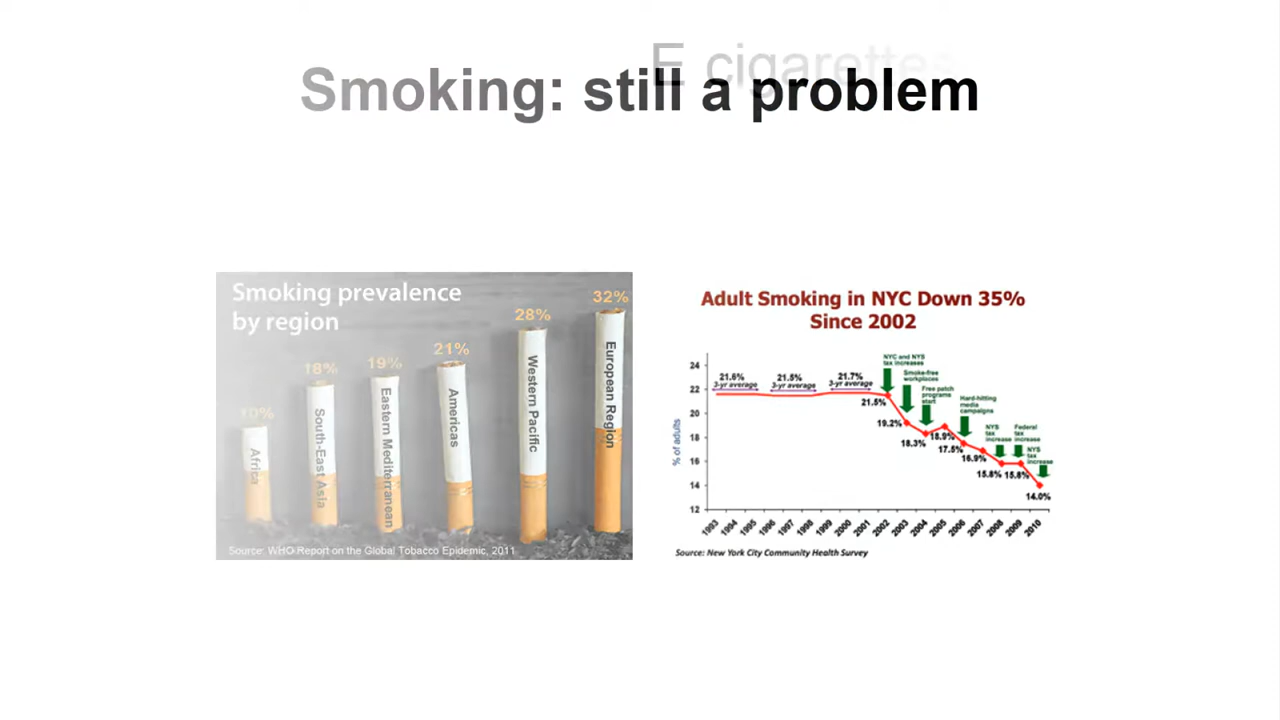 E cigarettes
Smoking: still a problem
Smoking prevalence
by region
10%
18%
19%
21%
28%
32%
Africa
South-East Asia
Eastern Mediterranean
Americas
Western Pacific
European Region
Source: WHO Report on the Global Tobacco Epidemic, 2011
Adult Smoking in NYC Down 35%
Since 2002
% of adults
24
22
20
18
16
14
12
21.6%
3-yr average
21.5%
3-yr average
21.7%
3-yr average
NYC and NYS
tax increases
Smoke-free
workplaces
Free patch
programs
start
Hard-hitting
media
campaigns
NYS
tax
increase
Federal
tax
increase
NYS
tax
increase
21.5%
19.2%
18.3%
18.9%
17.5%
16.9%
15.8%
15.8%
14.0%
1993
1994
1995
1996
1997
1998
1999
2000
2001
2002
2003
2004
2005
2006
2007
2008
2009
2010
Source: New York City Community Health Survey